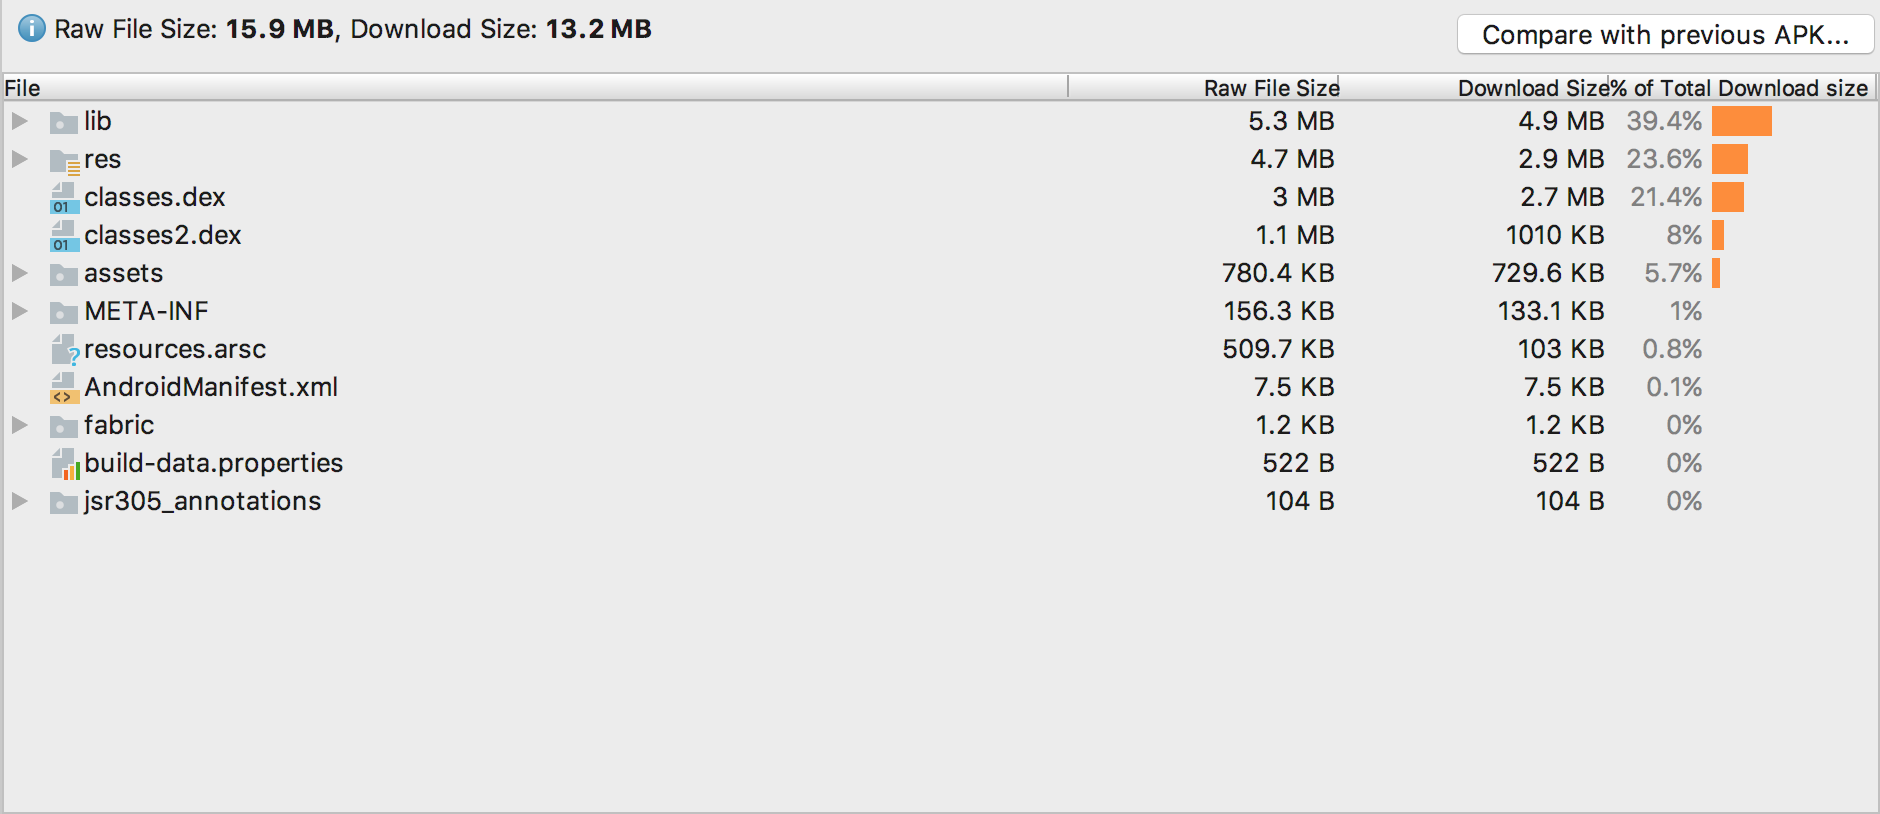 Raw File Size: 15.9 MB, Download Size: 13.2 MB
Compare with previous APK...
File Raw File Size Download Size % of Total Download size
lib 5.3 MB 4.9 MB 39.4%
res 4.7 MB 2.9 MB 23.6%
classes.dex 3 MB 2.7 MB 21.4%
classes2.dex 1.1 MB 1010 KB 8%
assets 780.4 KB 729.6 KB 5.7%
META-INF 156.3 KB 133.1 KB 1%
resources.arsc 509.7 KB 103 KB 0.8%
AndroidManifest.xml 7.5 KB 7.5 KB 0.1%
fabric 1.2 KB 1.2 KB 0%
build-data.properties 522 B 522 B 0%
jsr305_annotations 104 B 104 B 0%